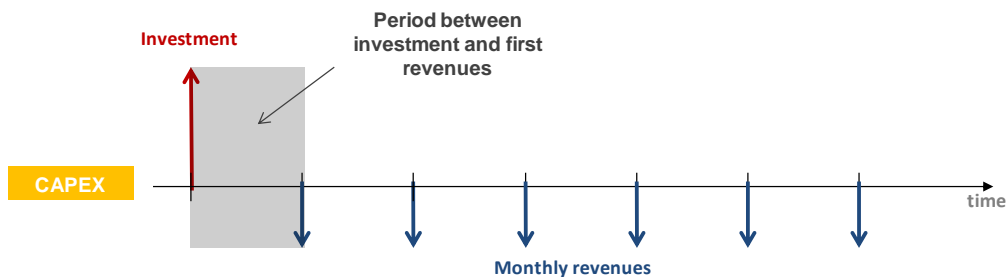 Period between
investment and first
revenues
Investment
CAPEX
time
Monthly revenues